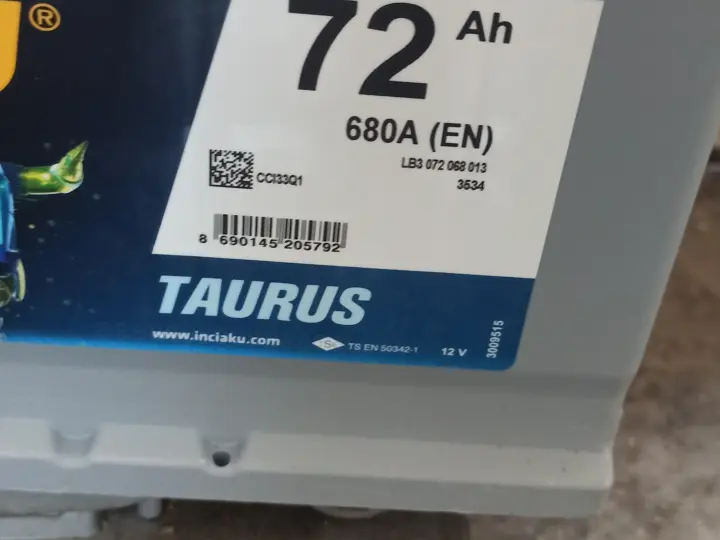 ®
72 Ah
680A (EN)
LB3 072 068 013
3534
CCI33Q1
8 690145 205792
TAURUS
www.inciaku.com
TS EN 50342-1
12 V
3009515